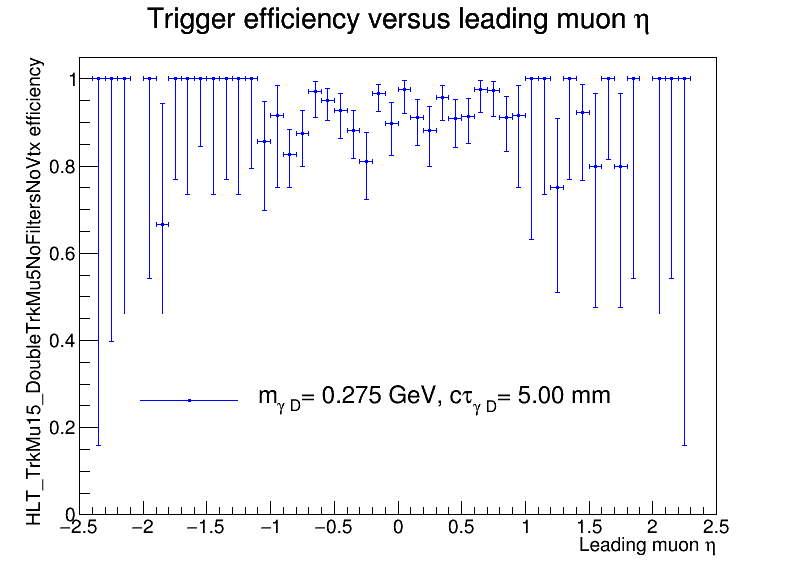 Trigger efficiency versus leading muon η
HLT_TrkMu15_DoubleTrkMu5NoFiltersNoVtx efficiency
1
0.8
0.6
0.4
0.2
0
m_γ D= 0.275 GeV, cτ_γ D= 5.00 mm
−2.5 −2 −1.5 −1 −0.5 0 0.5 1 1.5 2 2.5
Leading muon η